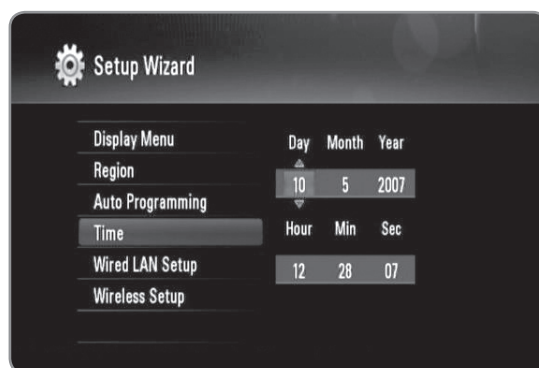 Setup Wizard
Display Menu
Region
Auto Programming
Time
Wired LAN Setup
Wireless Setup
Day Month Year
10 5 2007
Hour Min Sec
12 28 07